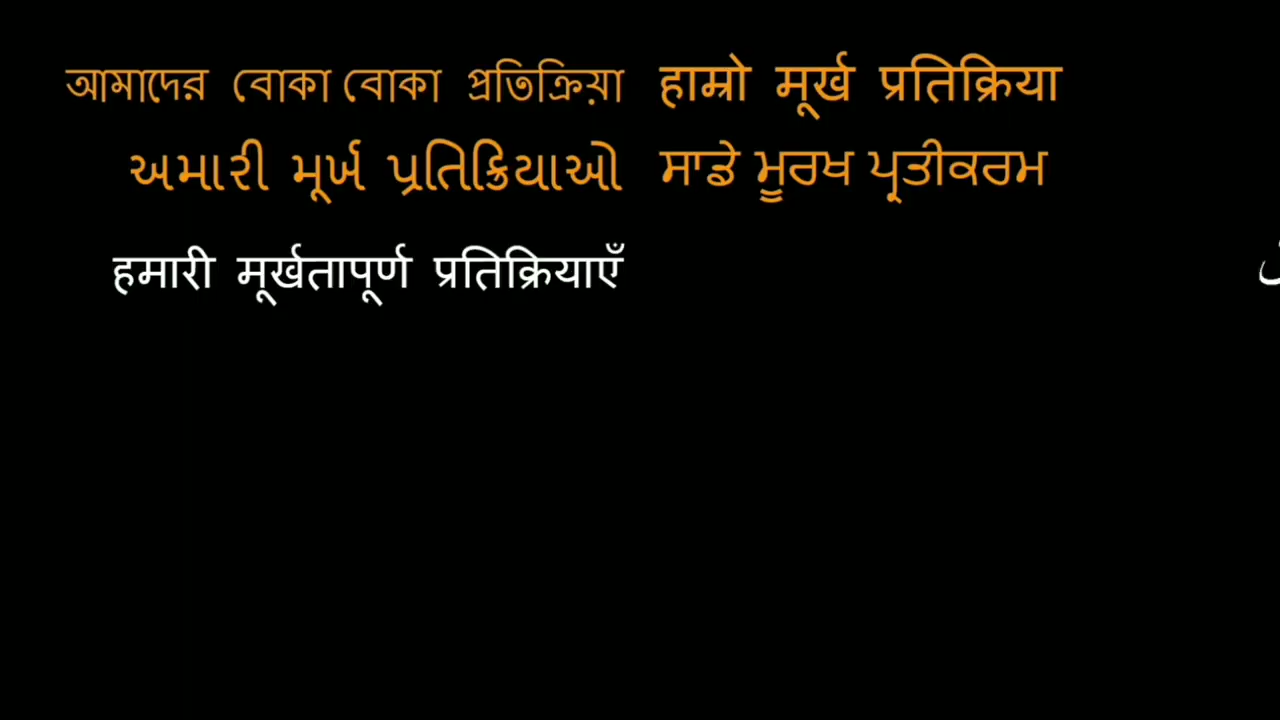 আমাদের বোকা বোকা প্রতিক্রিয়া हाम्रो मूर्ख प्रतिक्रिया
અમારી મૂર્ખ પ્રતિક્રિયાઓ ਸਾਡੇ ਮੂਰਖ ਪ੍ਰਤੀਕਰਮ
हमारी मूर्खतापूर्ण प्रतिक्रियाएँ